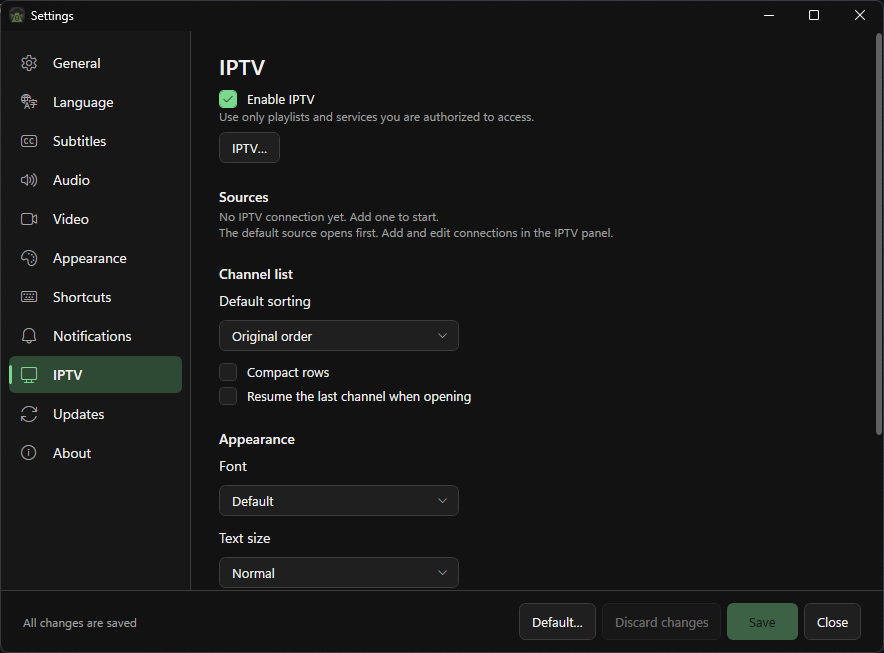 Settings
General
Language
Subtitles
Audio
Video
Appearance
Shortcuts
Notifications
IPTV
Updates
About
IPTV
Enable IPTV
Use only playlists and services you are authorized to access.
IPTV...
Sources
No IPTV connection yet. Add one to start.
The default source opens first. Add and edit connections in the IPTV panel.
Channel list
Default sorting
Original order
Compact rows
Resume the last channel when opening
Appearance
Font
Default
Text size
Normal
All changes are saved
Default...
Discard changes
Save
Close